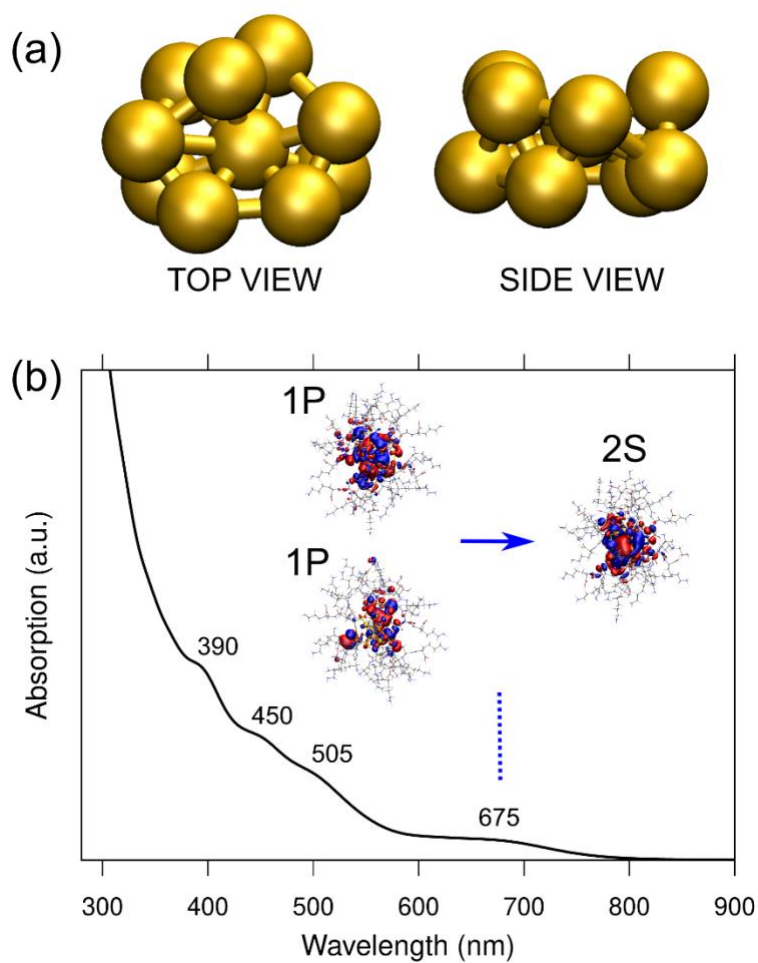 (a)
TOP VIEW
SIDE VIEW
(b)
1P
2S
1P
390
450
505
675
Absorption (a.u.)
300 400 500 600 700 800 900
Wavelength (nm)